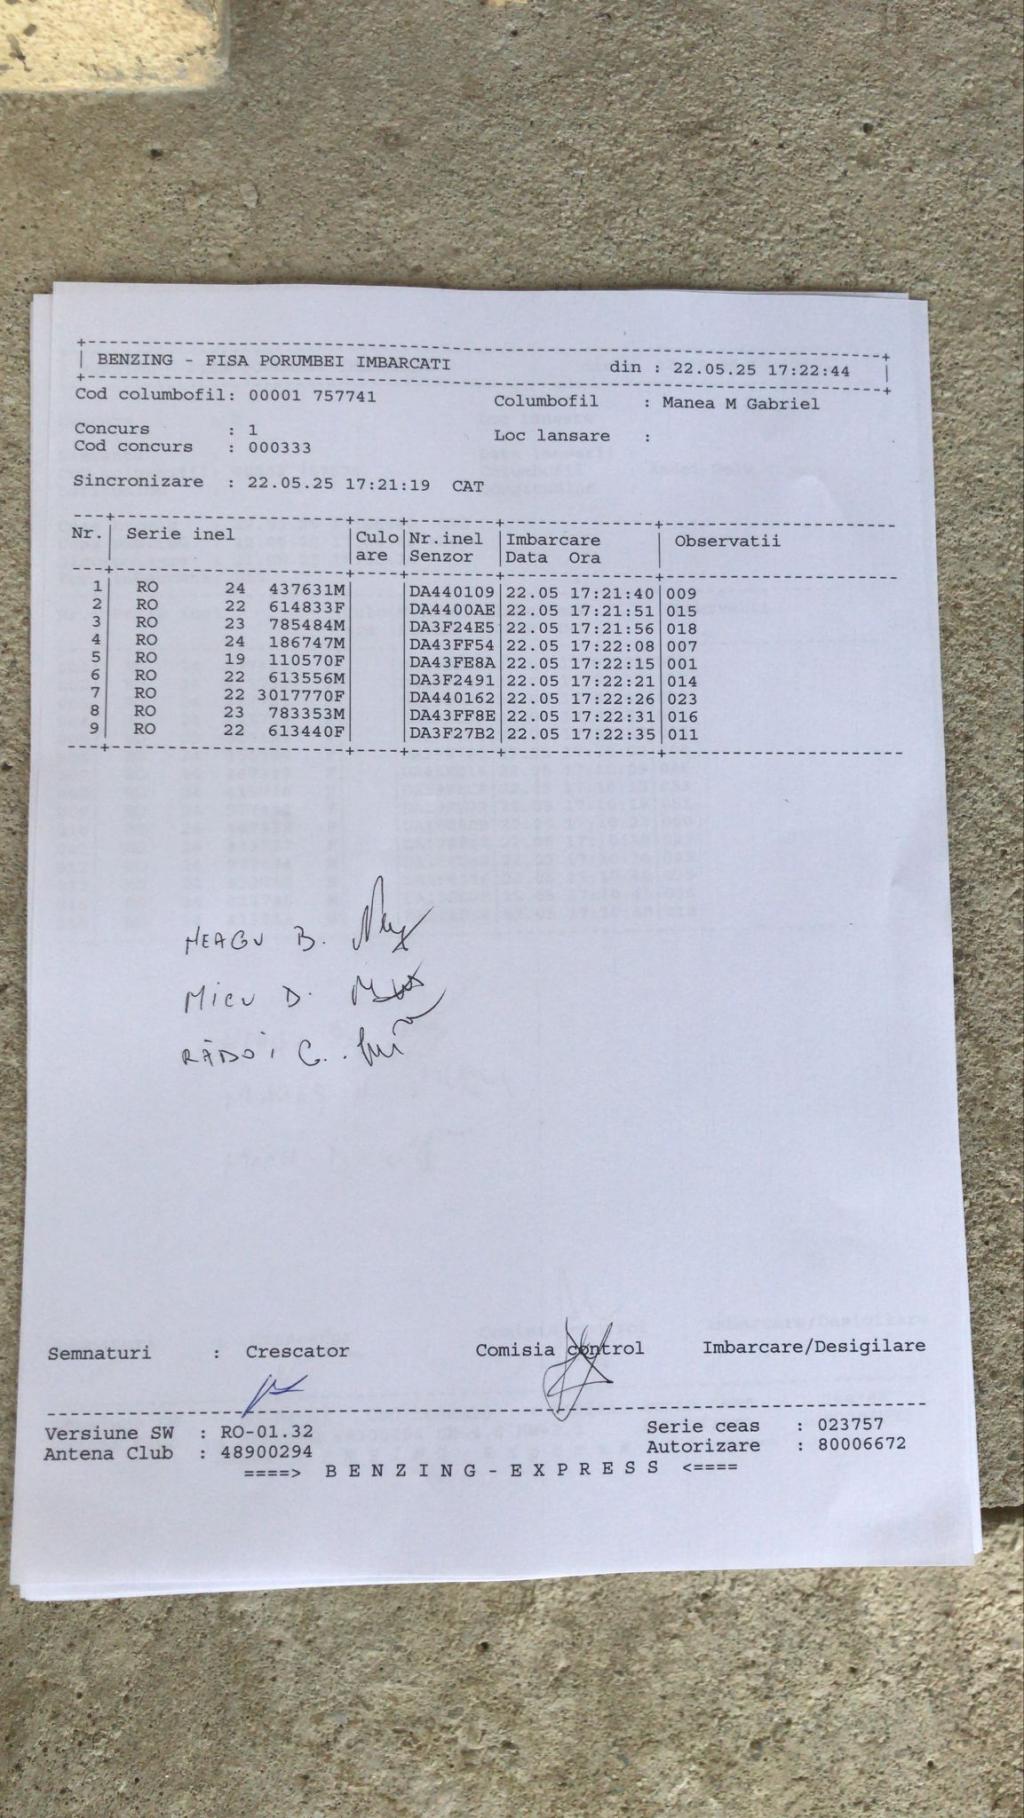 BENZING - FISA PORUMBEI IMBARCATI din : 22.05.25 17:22:44
Cod columbofil: 00001 757741 Columbofil : Manea M Gabriel
Concurs : 1 Loc lansare :
Cod concurs : 000333
Sincronizare : 22.05.25 17:21:19 CAT
Nr. Serie inel Culo Nr.inel Imbarcare Observatii
are Senzor Data Ora
1 RO 24 437631M DA440109 22.05 17:21:40 009
2 RO 22 614833F DA4400AE 22.05 17:21:51 015
3 RO 23 785484M DA3F24E5 22.05 17:21:56 018
4 RO 24 186747M DA43FF54 22.05 17:22:08 007
5 RO 19 110570F DA43FE8A 22.05 17:22:15 001
6 RO 22 613556M DA3F2491 22.05 17:22:21 014
7 RO 22 3017770F DA440162 22.05 17:22:26 023
8 RO 23 783353M DA43FF8E 22.05 17:22:31 016
9 RO 22 613440F DA3F27B2 22.05 17:22:35 011
NEAGU B.
MICU D.
RĂDOI C.
Semnaturi : Crescator Comisia control Imbarcare/Desigilare
Versiune SW : RO-01.32 Serie ceas : 023757
Antena Club : 48900294 Autorizare : 80006672
====> B E N Z I N G - E X P R E S S <====